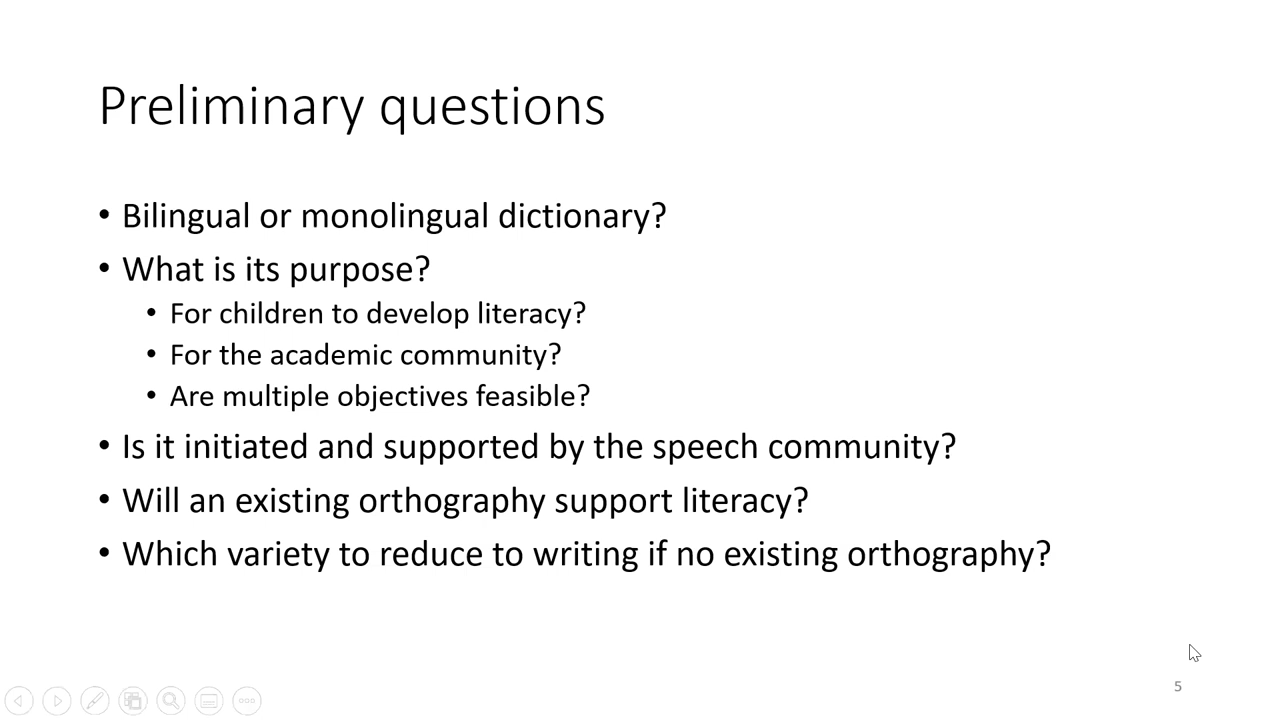 Preliminary questions
• Bilingual or monolingual dictionary?
• What is its purpose?
• For children to develop literacy?
• For the academic community?
• Are multiple objectives feasible?
• Is it initiated and supported by the speech community?
• Will an existing orthography support literacy?
• Which variety to reduce to writing if no existing orthography?
5